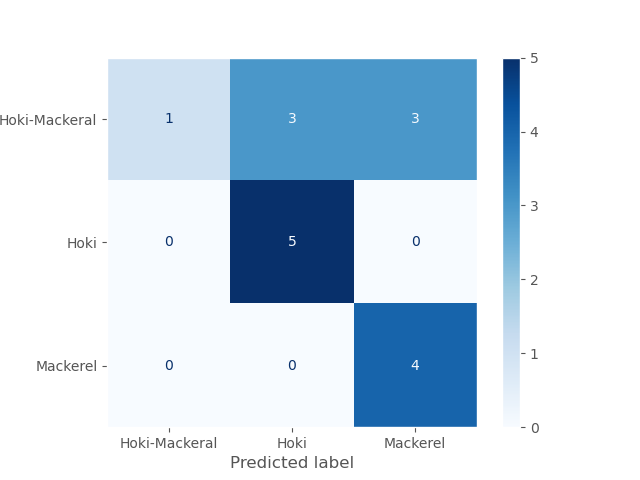 5
Hoki-Mackeral 1 3 3
4
3
Hoki 0 5 0
2
Mackerel 0 0 4
1
0
Hoki-Mackeral Hoki Mackerel
Predicted label